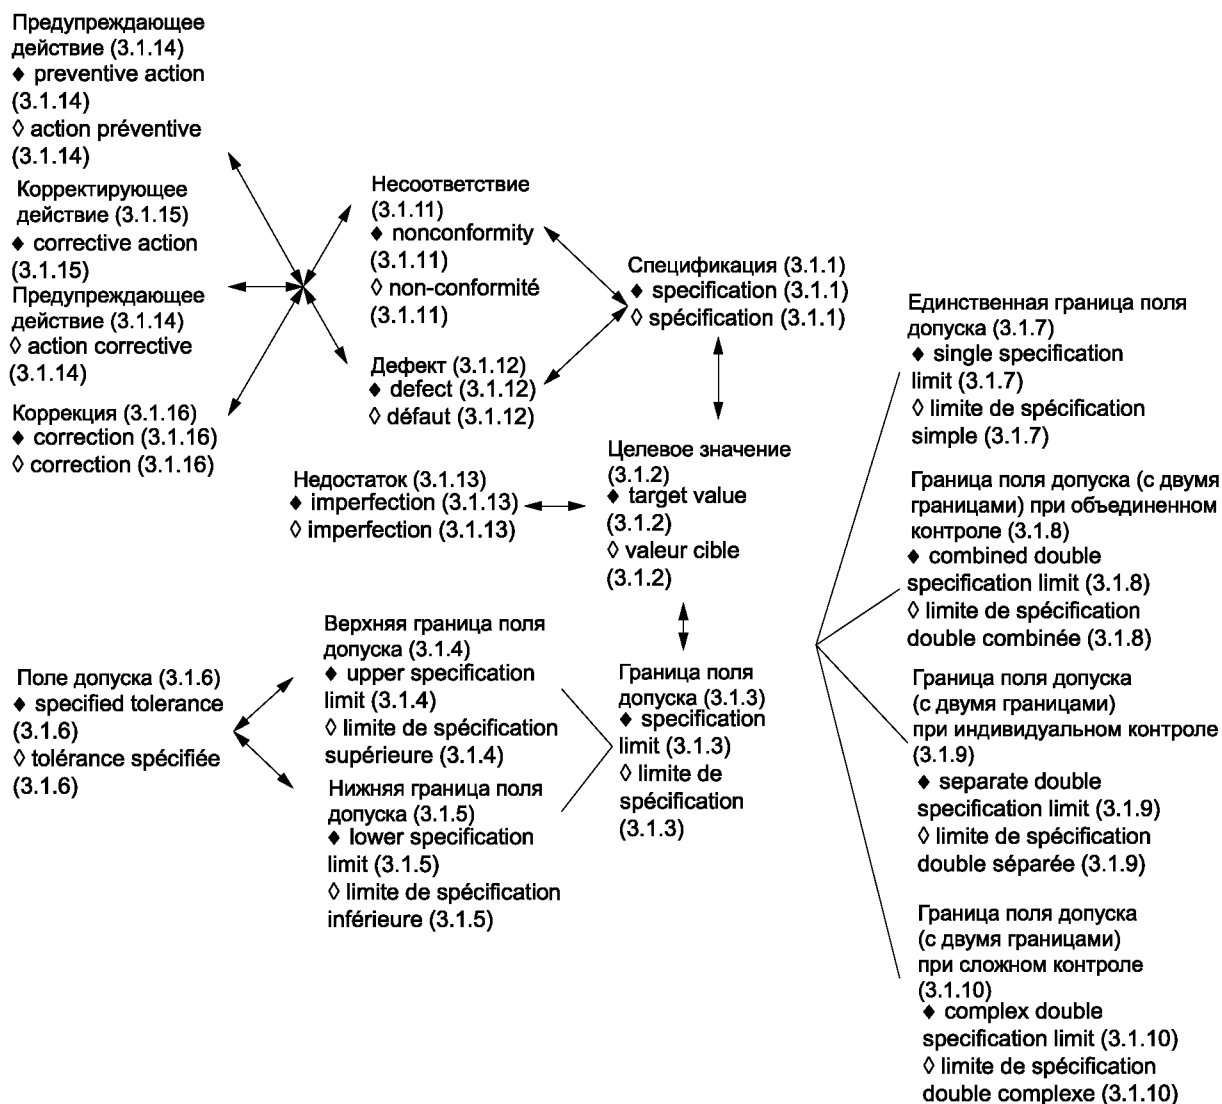 Предупреждающее
действие (3.1.14)
♦ preventive action
(3.1.14)
◊ action préventive
(3.1.14)
Корректирующее
действие (3.1.15)
♦ corrective action
(3.1.15)
Предупреждающее
действие (3.1.14)
◊ action corrective
(3.1.14)
Коррекция (3.1.16)
♦ correction (3.1.16)
◊ correction (3.1.16)
Несоответствие
(3.1.11)
♦ nonconformity
(3.1.11)
◊ non-conformité
(3.1.11)
Дефект (3.1.12)
♦ defect (3.1.12)
◊ défaut (3.1.12)
Спецификация (3.1.1)
♦ specification (3.1.1)
◊ spécification (3.1.1)
Недостаток (3.1.13)
♦ imperfection (3.1.13)
◊ imperfection (3.1.13)
Целевое значение
(3.1.2)
♦ target value
(3.1.2)
◊ valeur cible
(3.1.2)
Поле допуска (3.1.6)
♦ specified tolerance
(3.1.6)
◊ tolérance spécifiée
(3.1.6)
Верхняя граница поля
допуска (3.1.4)
♦ upper specification
limit (3.1.4)
◊ limite de spécification
supérieure (3.1.4)
Нижняя граница поля
допуска (3.1.5)
♦ lower specification
limit (3.1.5)
◊ limite de spécification
inférieure (3.1.5)
Граница поля
допуска (3.1.3)
♦ specification
limit (3.1.3)
◊ limite de
spécification
(3.1.3)
Единственная граница поля
допуска (3.1.7)
♦ single specification
limit (3.1.7)
◊ limite de spécification
simple (3.1.7)
Граница поля допуска (с двумя
границами) при объединенном
контроле (3.1.8)
♦ combined double
specification limit (3.1.8)
◊ limite de spécification
double combinée (3.1.8)
Граница поля допуска
(с двумя границами)
при индивидуальном контроле
(3.1.9)
♦ separate double
specification limit (3.1.9)
◊ limite de spécification
double séparée (3.1.9)
Граница поля допуска
(с двумя границами)
при сложном контроле
(3.1.10)
♦ complex double
specification limit (3.1.10)
◊ limite de spécification
double complexe (3.1.10)